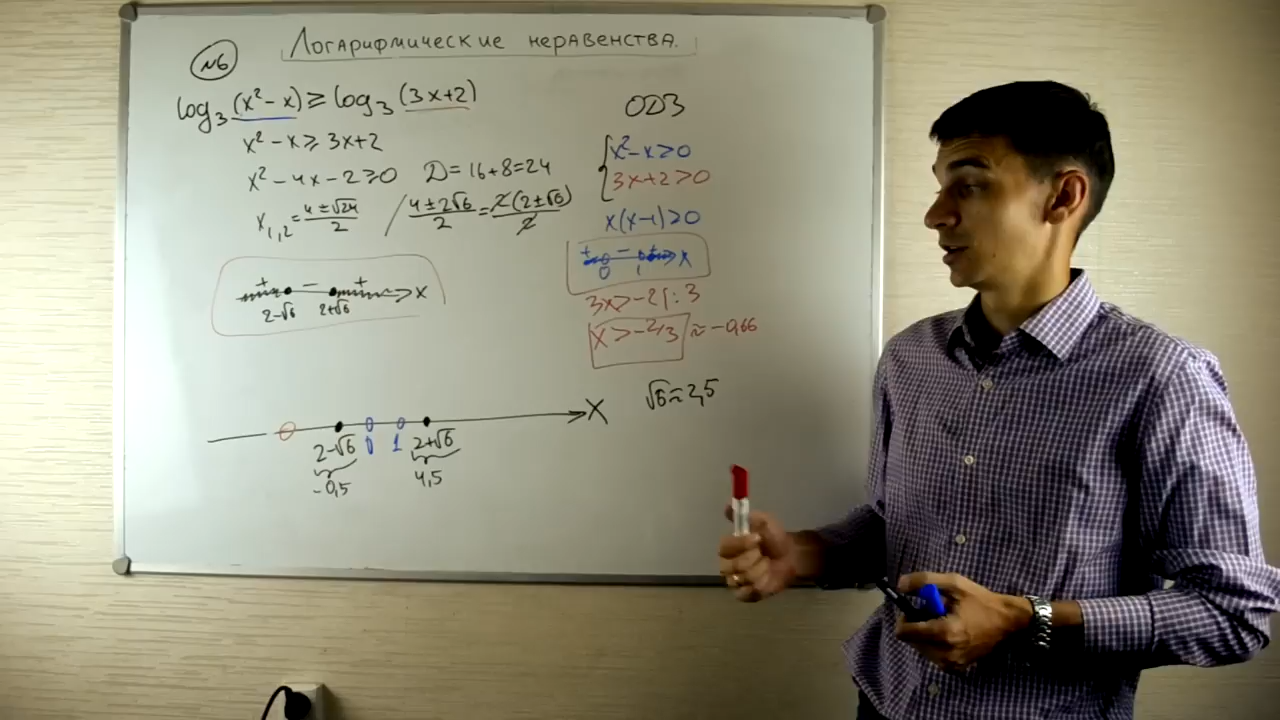 Логарифмические неравенства.
№6
log₃(x²-x)≥log₃(3x+2)
x²-x≥3x+2
x²-4x-2≥0 D=16+8=24
x₁,₂=(4±√24)/2 / (4±2√6)/2=2(2±√6)/2
+ - +
2-√6 2+√6 x
ОДЗ
{x²-x>0
3x+2>0
x(x-1)>0
+ - +
0 1 x
3x>-2 |:3
x>-2/3 ≈-0,66
√6≈2,5
x
2-√6 0 1 2+√6
-0,5 4,5